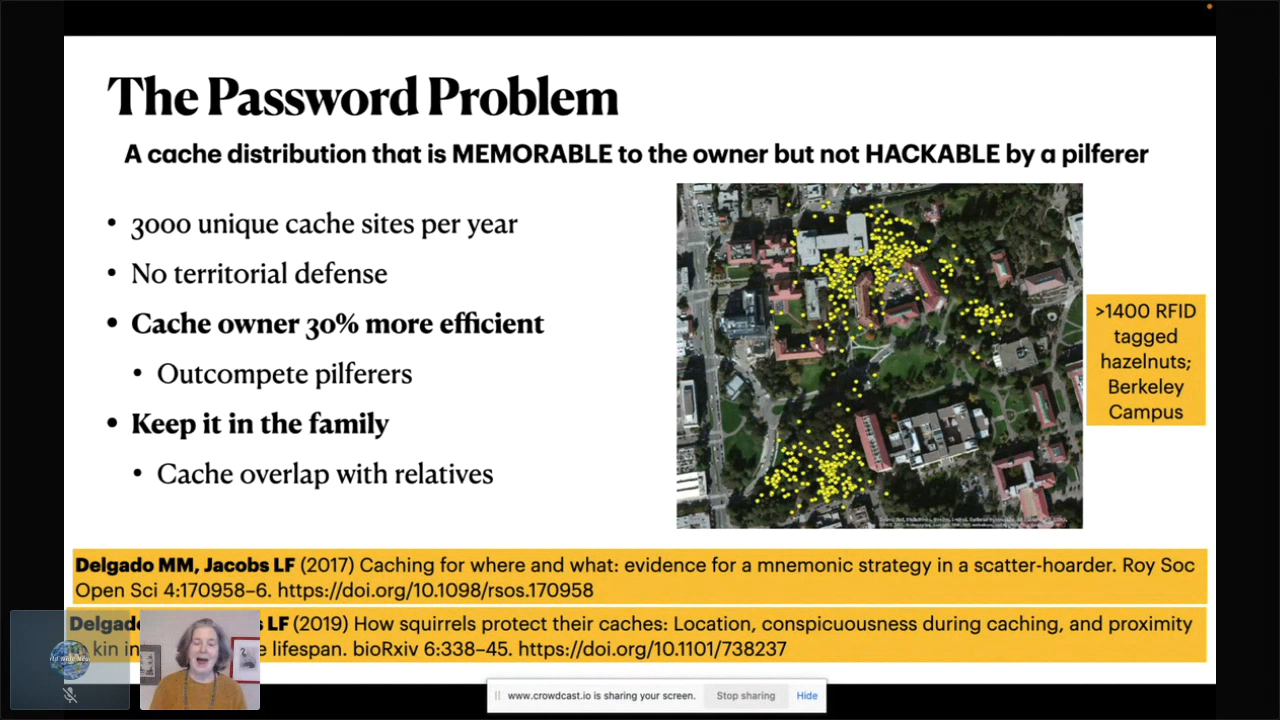 The Password Problem
A cache distribution that is MEMORABLE to the owner but not HACKABLE by a pilferer
• 3000 unique cache sites per year
• No territorial defense
• Cache owner 30% more efficient
• Outcompete pilferers
• Keep it in the family
• Cache overlap with relatives
>1400 RFID
tagged
hazelnuts;
Berkeley
Campus
Delgado MM, Jacobs LF (2017) Caching for where and what: evidence for a mnemonic strategy in a scatter-hoarder. Roy Soc
Open Sci 4:170958–6. https://doi.org/10.1098/rsos.170958
LF (2019) How squirrels protect their caches: Location, conspicuousness during caching, and proximity
kin in lifespan. bioRxiv 6:338–45. https://doi.org/10.1101/738237
www.crowdcast.io is sharing your screen. Stop sharing Hide